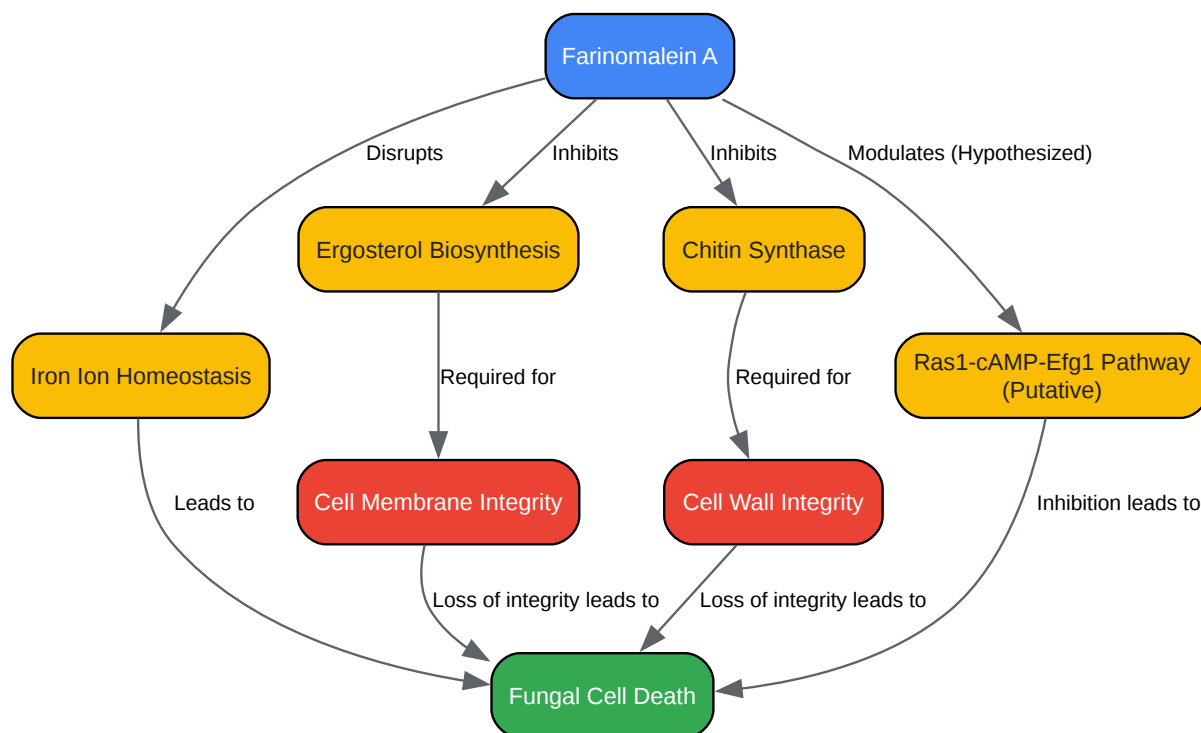 Farinomalein A
Disrupts
Inhibits
Inhibits
Modulates (Hypothesized)
Ergosterol Biosynthesis
Chitin Synthase
Iron Ion Homeostasis
Required for
Required for
Ras1-cAMP-Efg1 Pathway
(Putative)
Leads to
Cell Membrane Integrity
Cell Wall Integrity
Inhibition leads to
Loss of integrity leads to
Loss of integrity leads to
Fungal Cell Death